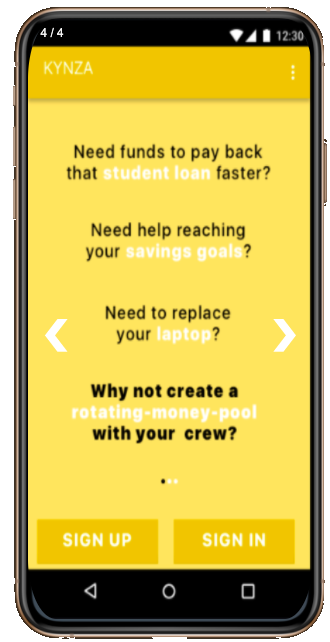 4 / 4
12:30
KYNZA
Need funds to pay back
that student loan faster?
Need help reaching
your savings goals?
Need to replace
your laptop?
Why not create a
rotating-money-pool
with your crew?
SIGN UP
SIGN IN